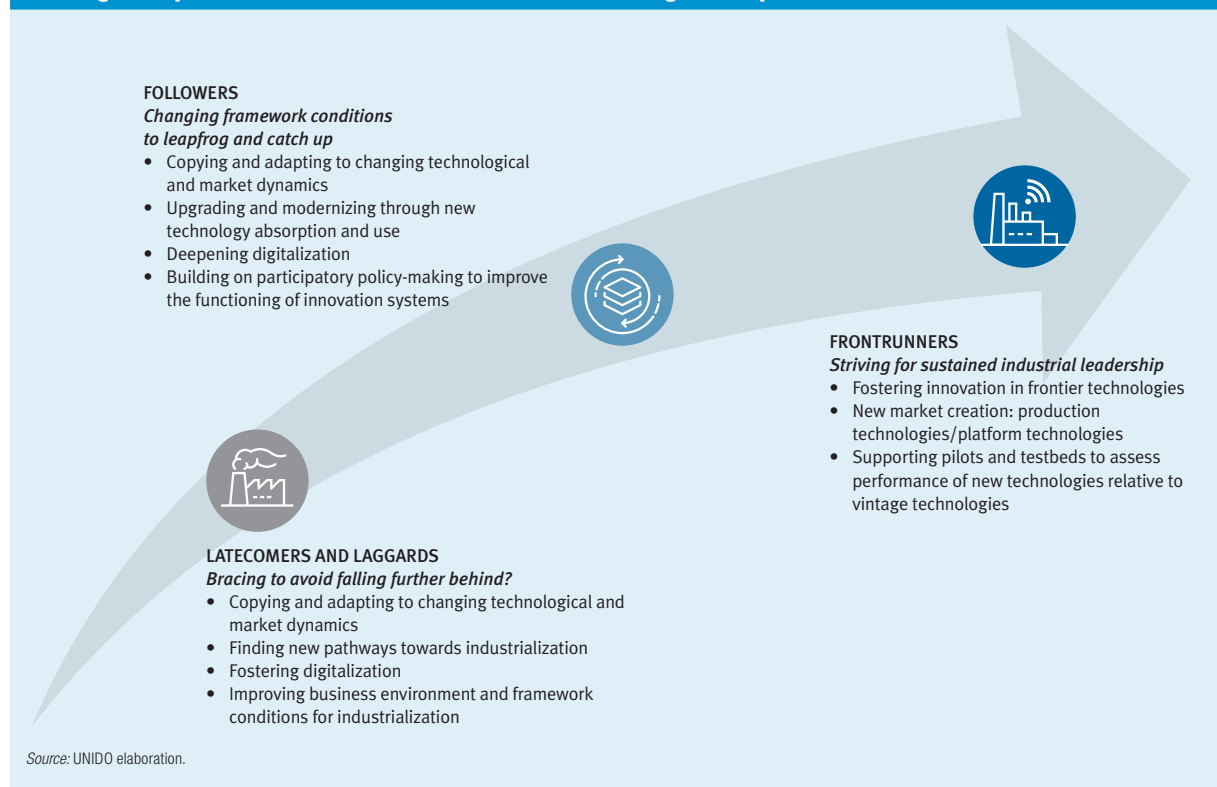 FOLLOWERS
Changing framework conditions
to leapfrog and catch up
• Copying and adapting to changing technological
and market dynamics
• Upgrading and modernizing through new
technology absorption and use
• Deepening digitalization
• Building on participatory policy-making to improve
the functioning of innovation systems
FRONTRUNNERS
Striving for sustained industrial leadership
• Fostering innovation in frontier technologies
• New market creation: production
technologies/platform technologies
• Supporting pilots and testbeds to assess
performance of new technologies relative to
vintage technologies
LATECOMERS AND LAGGARDS
Bracing to avoid falling further behind?
• Copying and adapting to changing technological and
market dynamics
• Finding new pathways towards industrialization
• Fostering digitalization
• Improving business environment and framework
conditions for industrialization
Source: UNIDO elaboration.